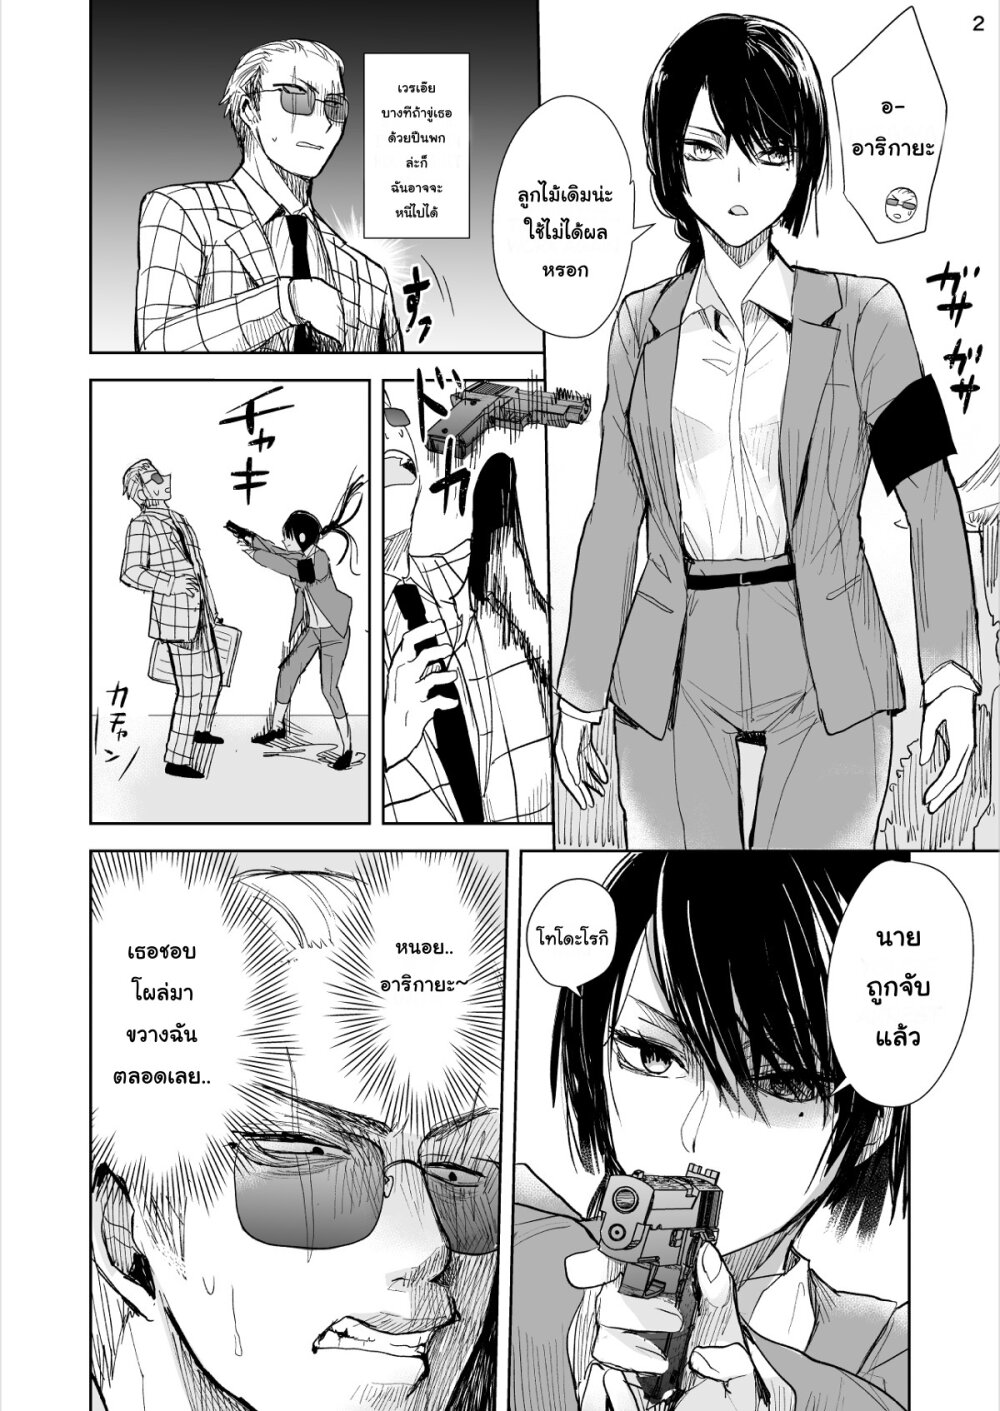 2
อ-
อาริกายะ
ガサ
ガサ
ลูกไม้เดิมน่ะ
ใช้ไม่ได้ผล
หรอก
เวรเอ๊ย
บางทีถ้าขู่เธอ
ด้วยปืนพก
ล่ะก็
ฉันอาจจะ
หนีไปได้
すっ
ドガ
チャキ
カチャン
นาย
ถูกจับ
แล้ว
โทโดะโรกิ
หนอย..
อาริกายะ~
เธอชอบ
โผล่มา
ขวางฉัน
ตลอดเลย..